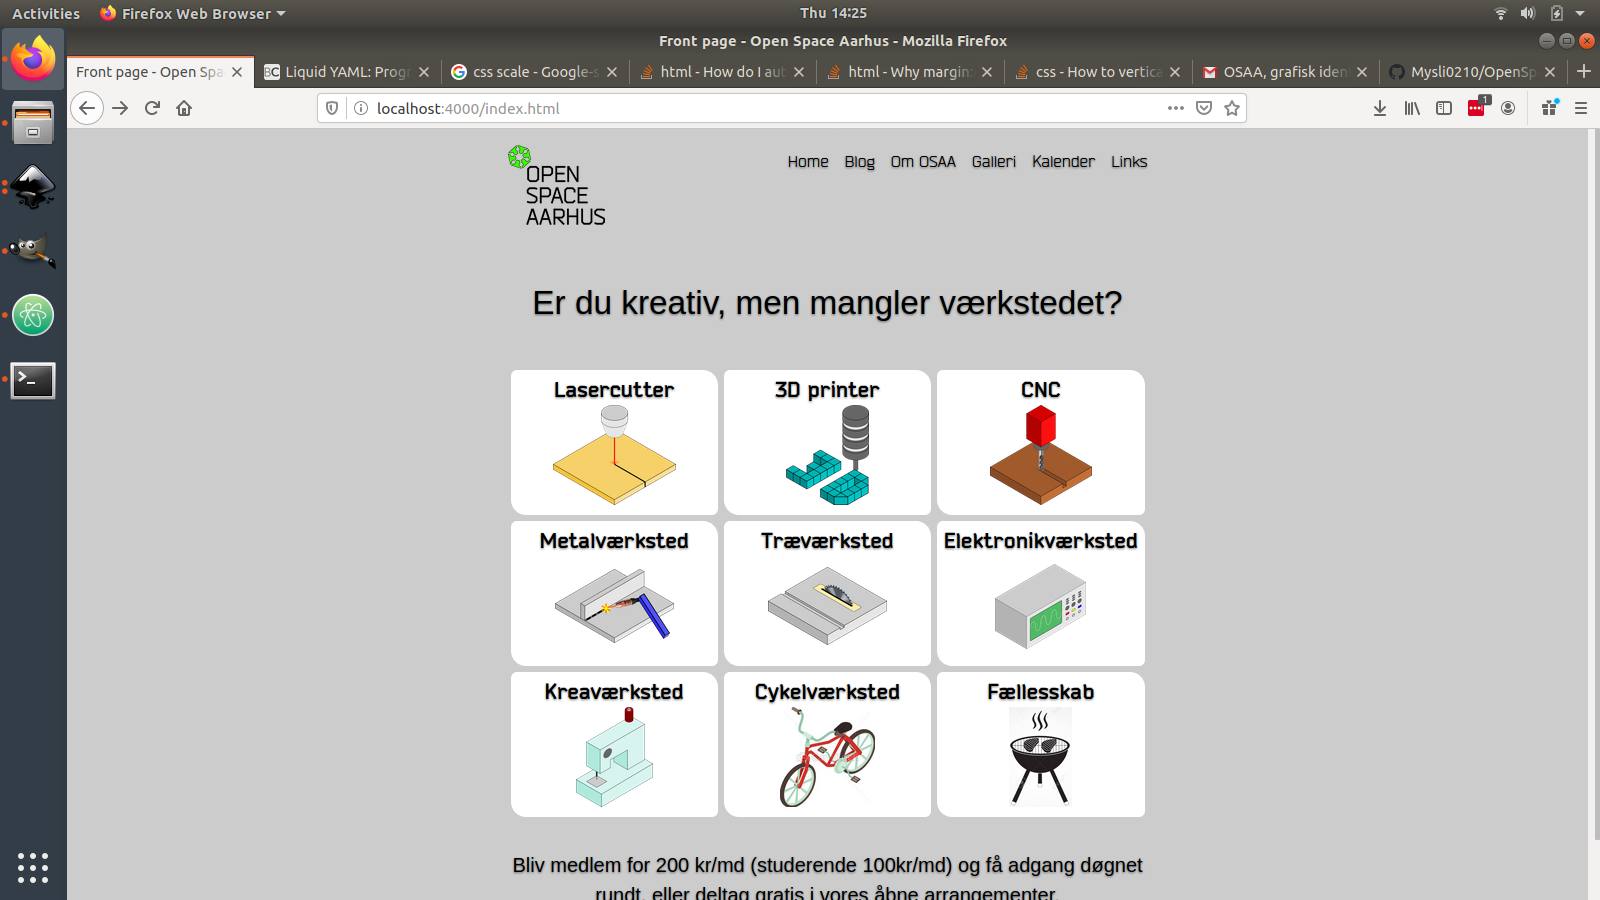 Activities Firefox Web Browser Thu 14:25
Front page - Open Space Aarhus - Mozilla Firefox
Front page - Open Spa BC Liquid YAML: Prog css scale - Google- html - How do I aut html - Why margin css - How to vertica OSAA, grafisk iden Mysli0210/OpenSp
localhost:4000/index.html 1
OPEN
SPACE
AARHUS
Home Blog Om OSAA Galleri Kalender Links
Er du kreativ, men mangler værkstedet?
Lasercutter 3D printer CNC
Metalværksted Træværksted Elektronikværksted
Kreaværksted Cykelværksted Fællesskab
Bliv medlem for 200 kr/md (studerende 100kr/md) og få adgang døgnet
rundt, eller deltag gratis i vores åbne arrangementer.